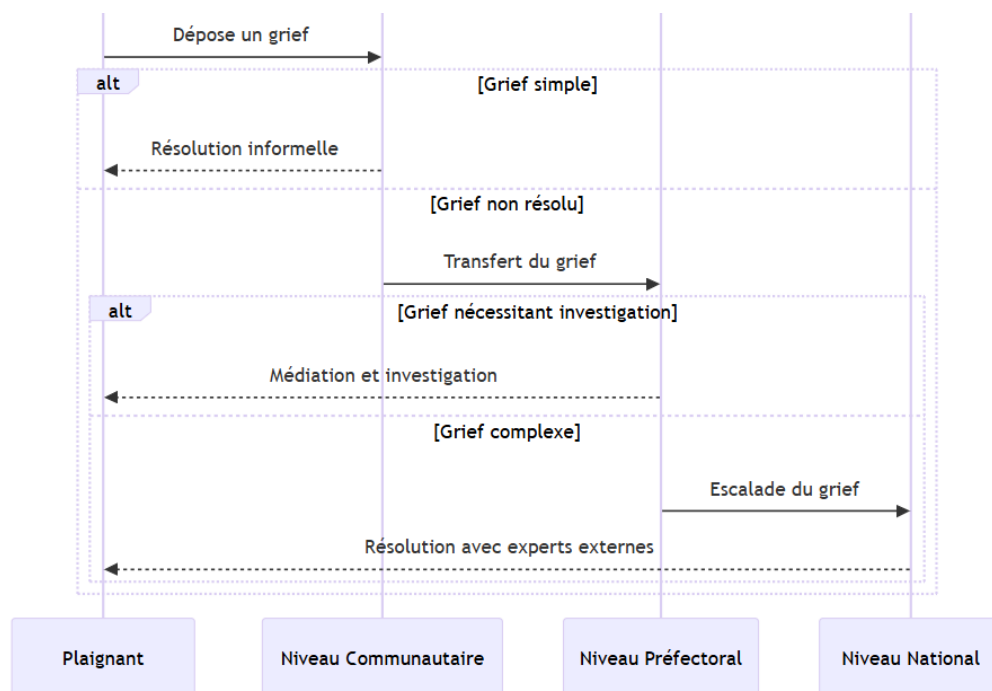 Dépose un grief
alt
[Grief simple]
Résolution informelle
[Grief non résolu]
Transfert du grief
alt
[Grief nécessitant investigation]
Médiation et investigation
[Grief complexe]
Escalade du grief
Résolution avec experts externes
Plaignant
Niveau Communautaire
Niveau Préfectoral
Niveau National